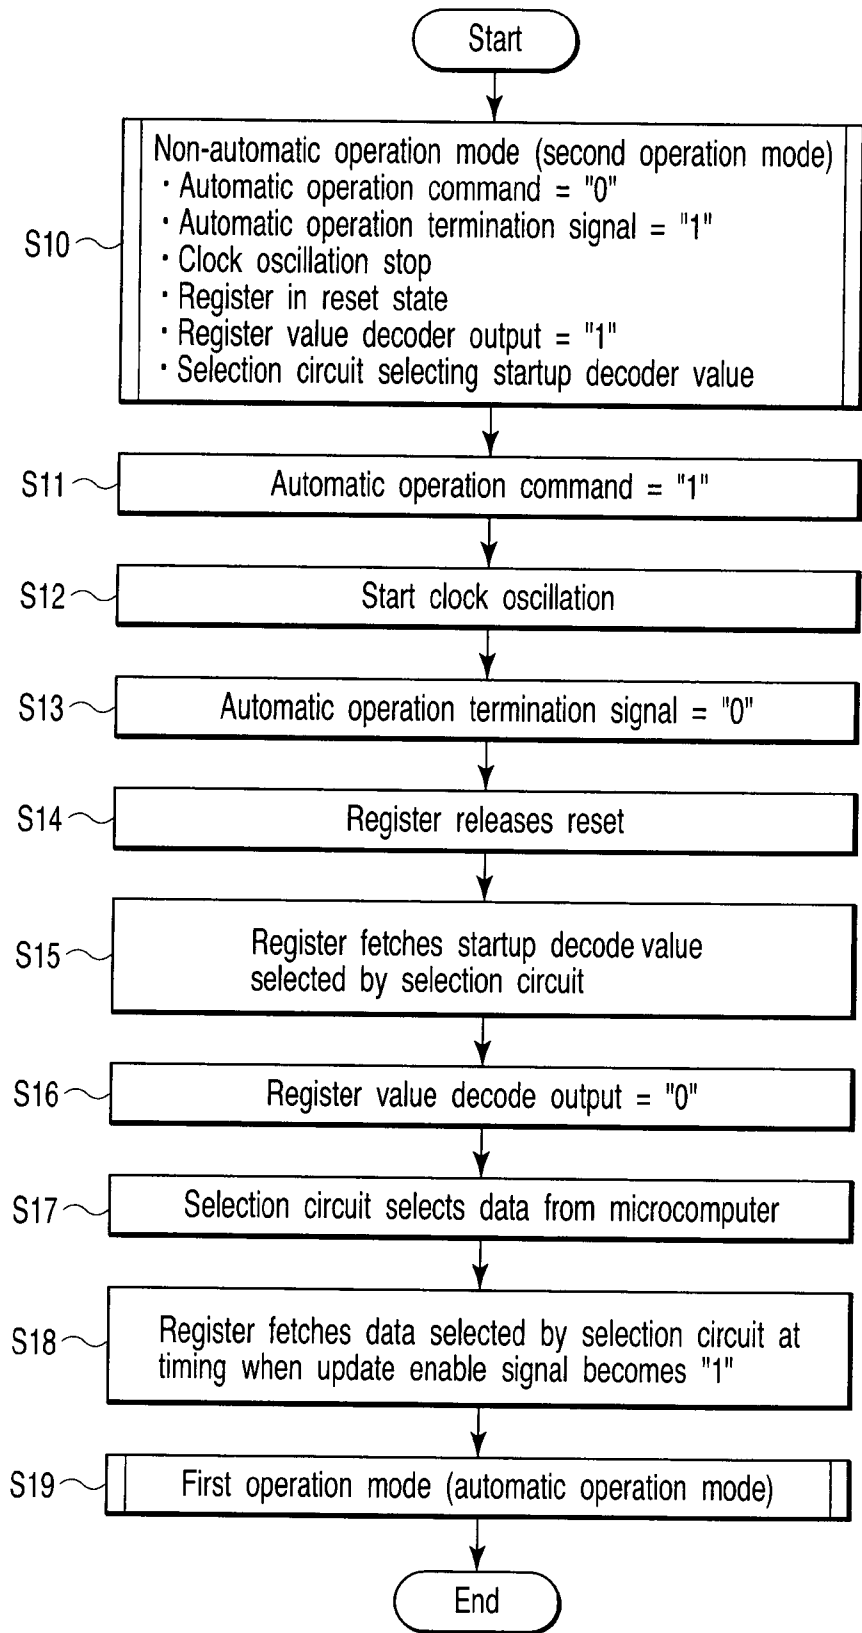 Start
S10
Non-automatic operation mode (second operation mode)
· Automatic operation command = "0"
· Automatic operation termination signal = "1"
· Clock oscillation stop
· Register in reset state
· Register value decoder output = "1"
· Selection circuit selecting startup decoder value
S11
Automatic operation command = "1"
S12
Start clock oscillation
S13
Automatic operation termination signal = "0"
S14
Register releases reset
S15
Register fetches startup decode value
selected by selection circuit
S16
Register value decode output = "0"
S17
Selection circuit selects data from microcomputer
S18
Register fetches data selected by selection circuit at
timing when update enable signal becomes "1"
S19
First operation mode (automatic operation mode)
End